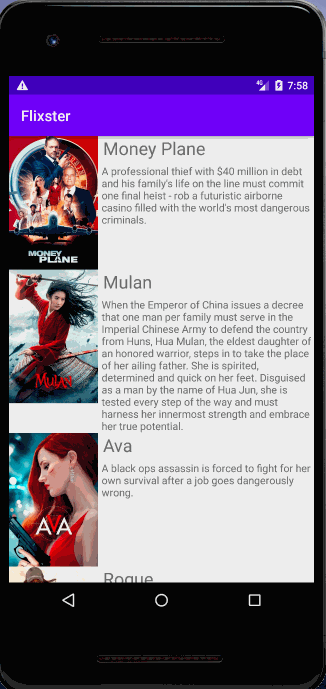 4G 7:58
Flixster
Money Plane
A professional thief with $40 million in debt
and his family's life on the line must commit
one final heist - rob a futuristic airborne
casino filled with the world's most dangerous
criminals.
MONEY
PLANE
Mulan
When the Emperor of China issues a decree
that one man per family must serve in the
Imperial Chinese Army to defend the country
from Huns, Hua Mulan, the eldest daughter of
an honored warrior, steps in to take the place
of her ailing father. She is spirited,
determined and quick on her feet. Disguised
as a man by the name of Hua Jun, she is
tested every step of the way and must
harness her innermost strength and embrace
her true potential.
MULAN
Ava
A black ops assassin is forced to fight for her
own survival after a job goes dangerously
wrong.
AVA
Rogue